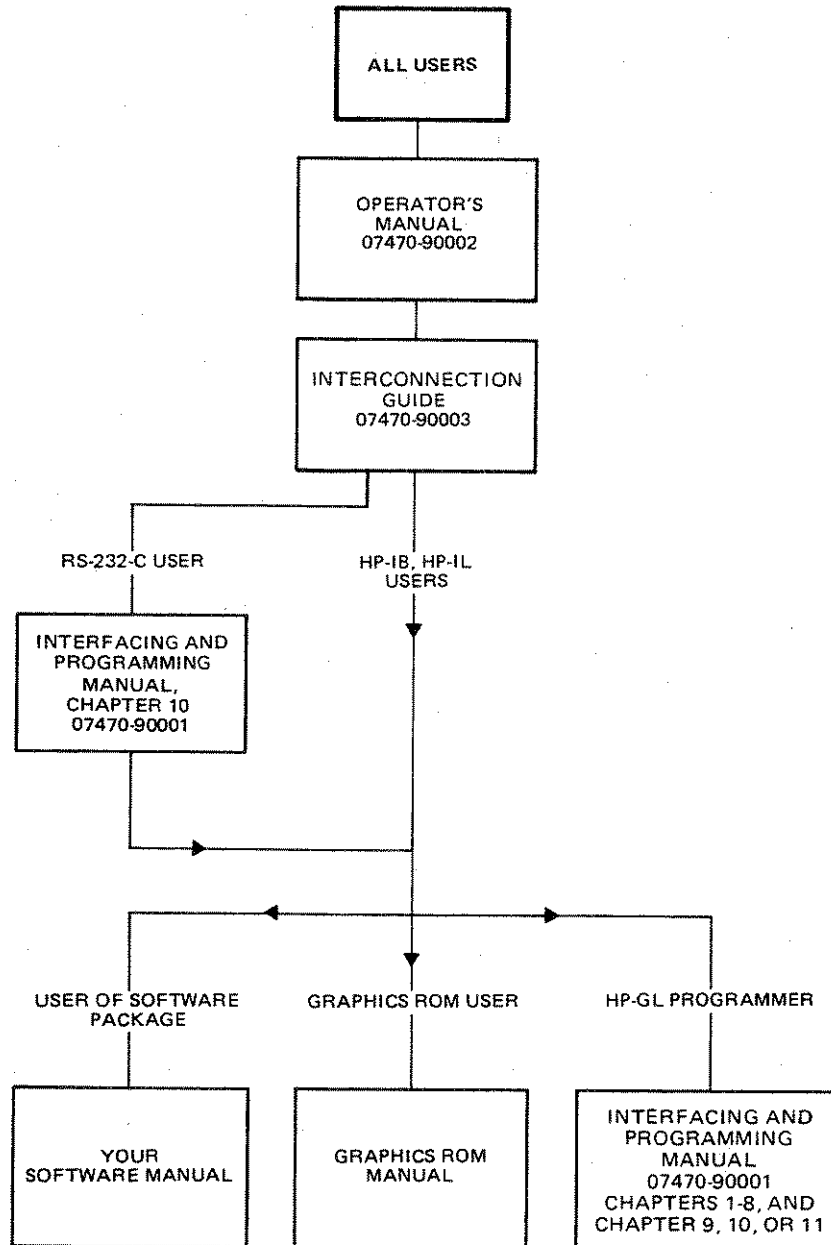 ALL USERS
OPERATOR'S
MANUAL
07470-90002
INTERCONNECTION
GUIDE
07470-90003
RS-232-C USER
HP-IB, HP-IL
USERS
INTERFACING AND
PROGRAMMING
MANUAL,
CHAPTER 10
07470-90001
USER OF SOFTWARE
PACKAGE
GRAPHICS ROM USER
HP-GL PROGRAMMER
YOUR
SOFTWARE MANUAL
GRAPHICS ROM
MANUAL
INTERFACING AND
PROGRAMMING
MANUAL
07470-90001
CHAPTERS 1-8, AND
CHAPTER 9, 10, OR 11